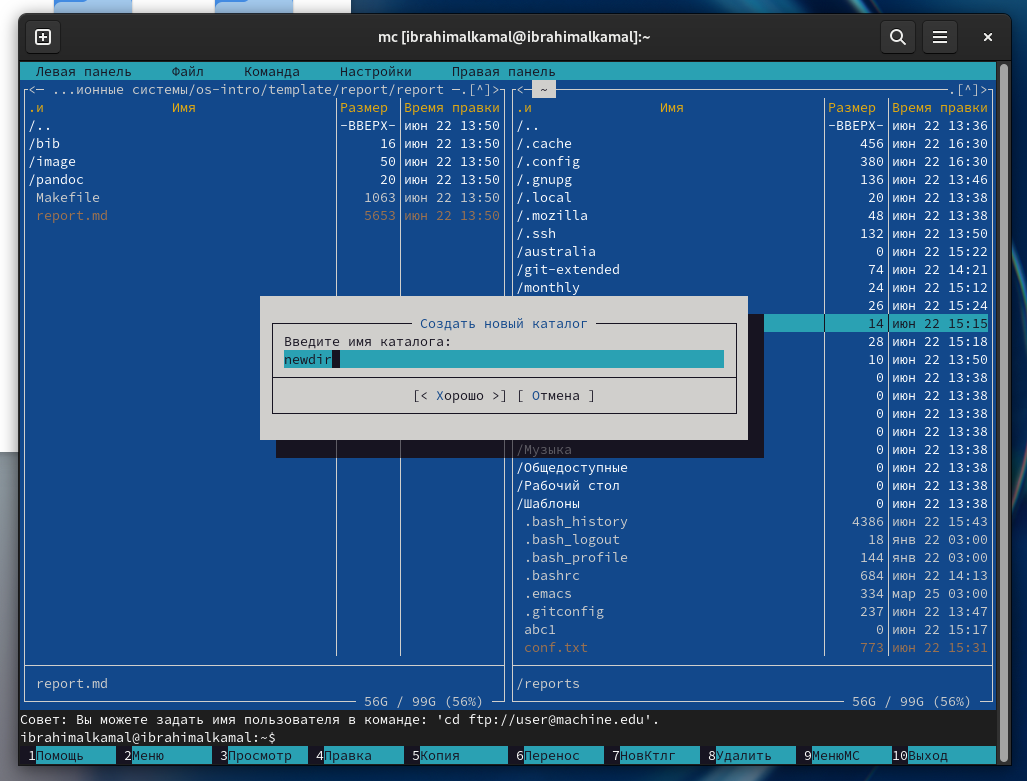 mc [ibrahimalkamal@ibrahimalkamal]:~
Левая панель Файл Команда Настройки Правая панель
<─ ...ионные системы/os-intro/template/report/report ─.[^]> <─ ~ .[^]>
.и Имя Размер Время правки .и Имя Размер Время правки
/.. -ВВЕРХ- июн 22 13:50 /.. -ВВЕРХ- июн 22 13:36
/bib 16 июн 22 13:50 /.cache 456 июн 22 16:30
/image 50 июн 22 13:50 /.config 380 июн 22 16:30
/pandoc 20 июн 22 13:50 /.gnupg 136 июн 22 13:46
Makefile 1063 июн 22 13:50 /.local 20 июн 22 13:38
report.md 5653 июн 22 13:50 /.mozilla 48 июн 22 13:38
/.ssh 132 июн 22 13:50
/australia 0 июн 22 15:22
/git-extended 74 июн 22 14:21
/monthly 24 июн 22 15:12
26 июн 22 15:24
Создать новый каталог 14 июн 22 15:15
Введите имя каталога: 28 июн 22 15:18
newdir 10 июн 22 13:50
0 июн 22 13:38
[< Хорошо >] [ Отмена ] 0 июн 22 13:38
0 июн 22 13:38
0 июн 22 13:38
/Музыка 0 июн 22 13:38
/Общедоступные 0 июн 22 13:38
/Рабочий стол 0 июн 22 13:38
/Шаблоны 0 июн 22 13:38
.bash_history 4386 июн 22 15:43
.bash_logout 18 янв 22 03:00
.bash_profile 144 янв 22 03:00
.bashrc 684 июн 22 14:13
.emacs 334 мар 25 03:00
.gitconfig 237 июн 22 13:47
abc1 0 июн 22 15:17
conf.txt 773 июн 22 15:31
report.md /reports
56G / 99G (56%) 56G / 99G (56%)
Совет: Вы можете задать имя пользователя в команде: 'cd ftp://user@machine.edu'.
ibrahimalkamal@ibrahimalkamal:~$
1Помощь 2Меню 3Просмотр 4Правка 5Копия 6Перенос 7НовКтлг 8Удалить 9МенюМС 10Выход